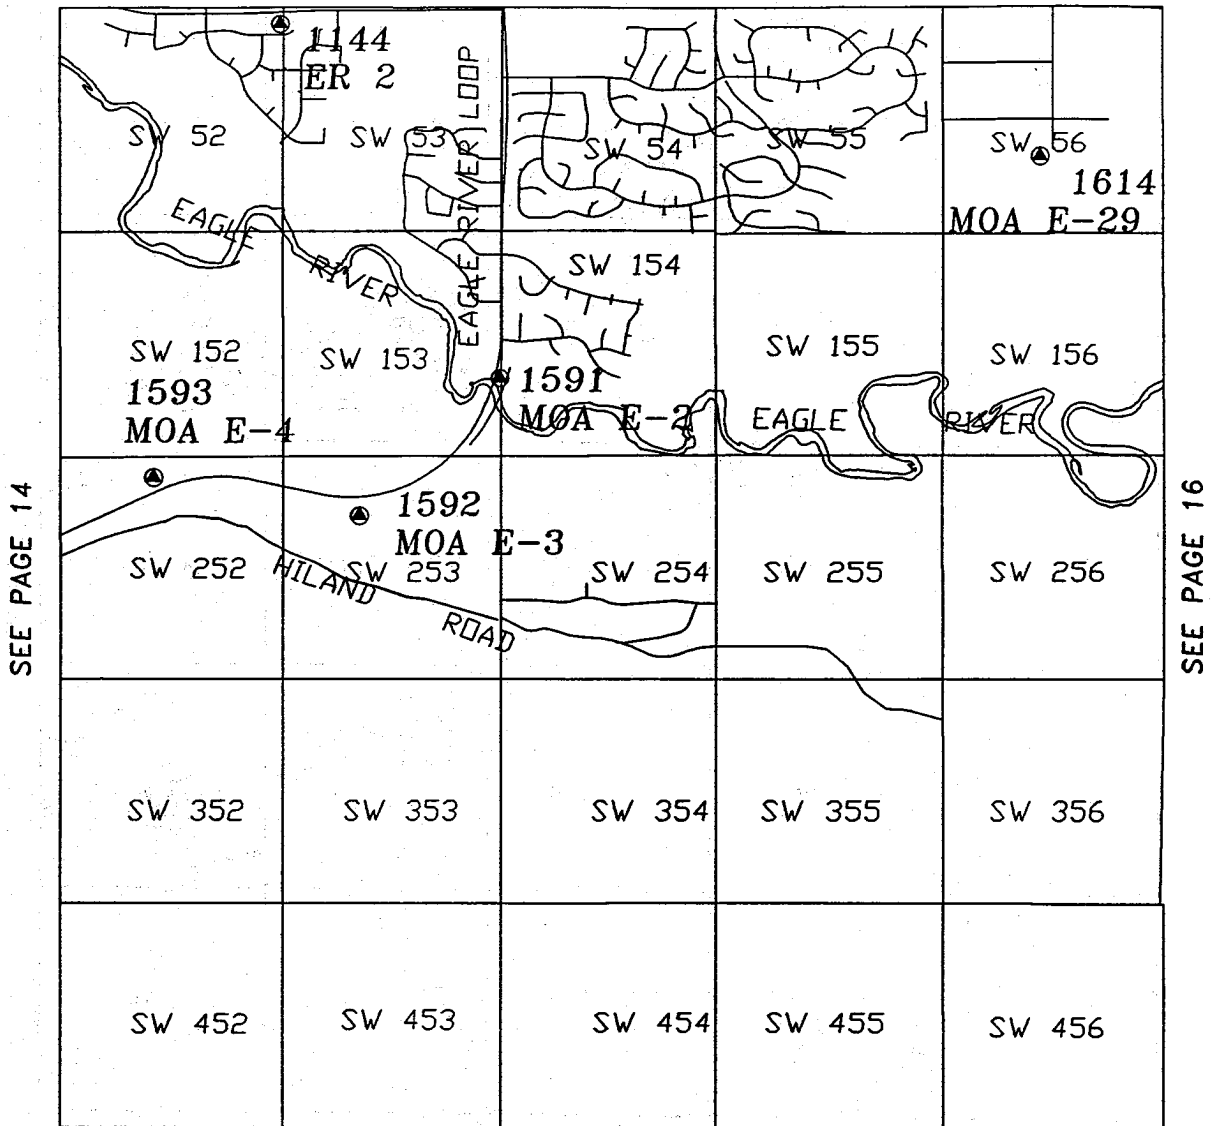 1144
ER 2
SW 52
SW 53
EAGLE RIVER LOOP
SW 54
SW 55
SW 56
1614
MOA E-29
EAGLE
RIVER
SW 154
SW 152
SW 153
SW 155
SW 156
1593
MOA E-4
1591
MOA E-2
EAGLE
RIVER
SEE PAGE 14
1592
MOA E-3
SEE PAGE 16
SW 252
HILAND
SW 253
SW 254
SW 255
SW 256
ROAD
SW 352
SW 353
SW 354
SW 355
SW 356
SW 452
SW 453
SW 454
SW 455
SW 456